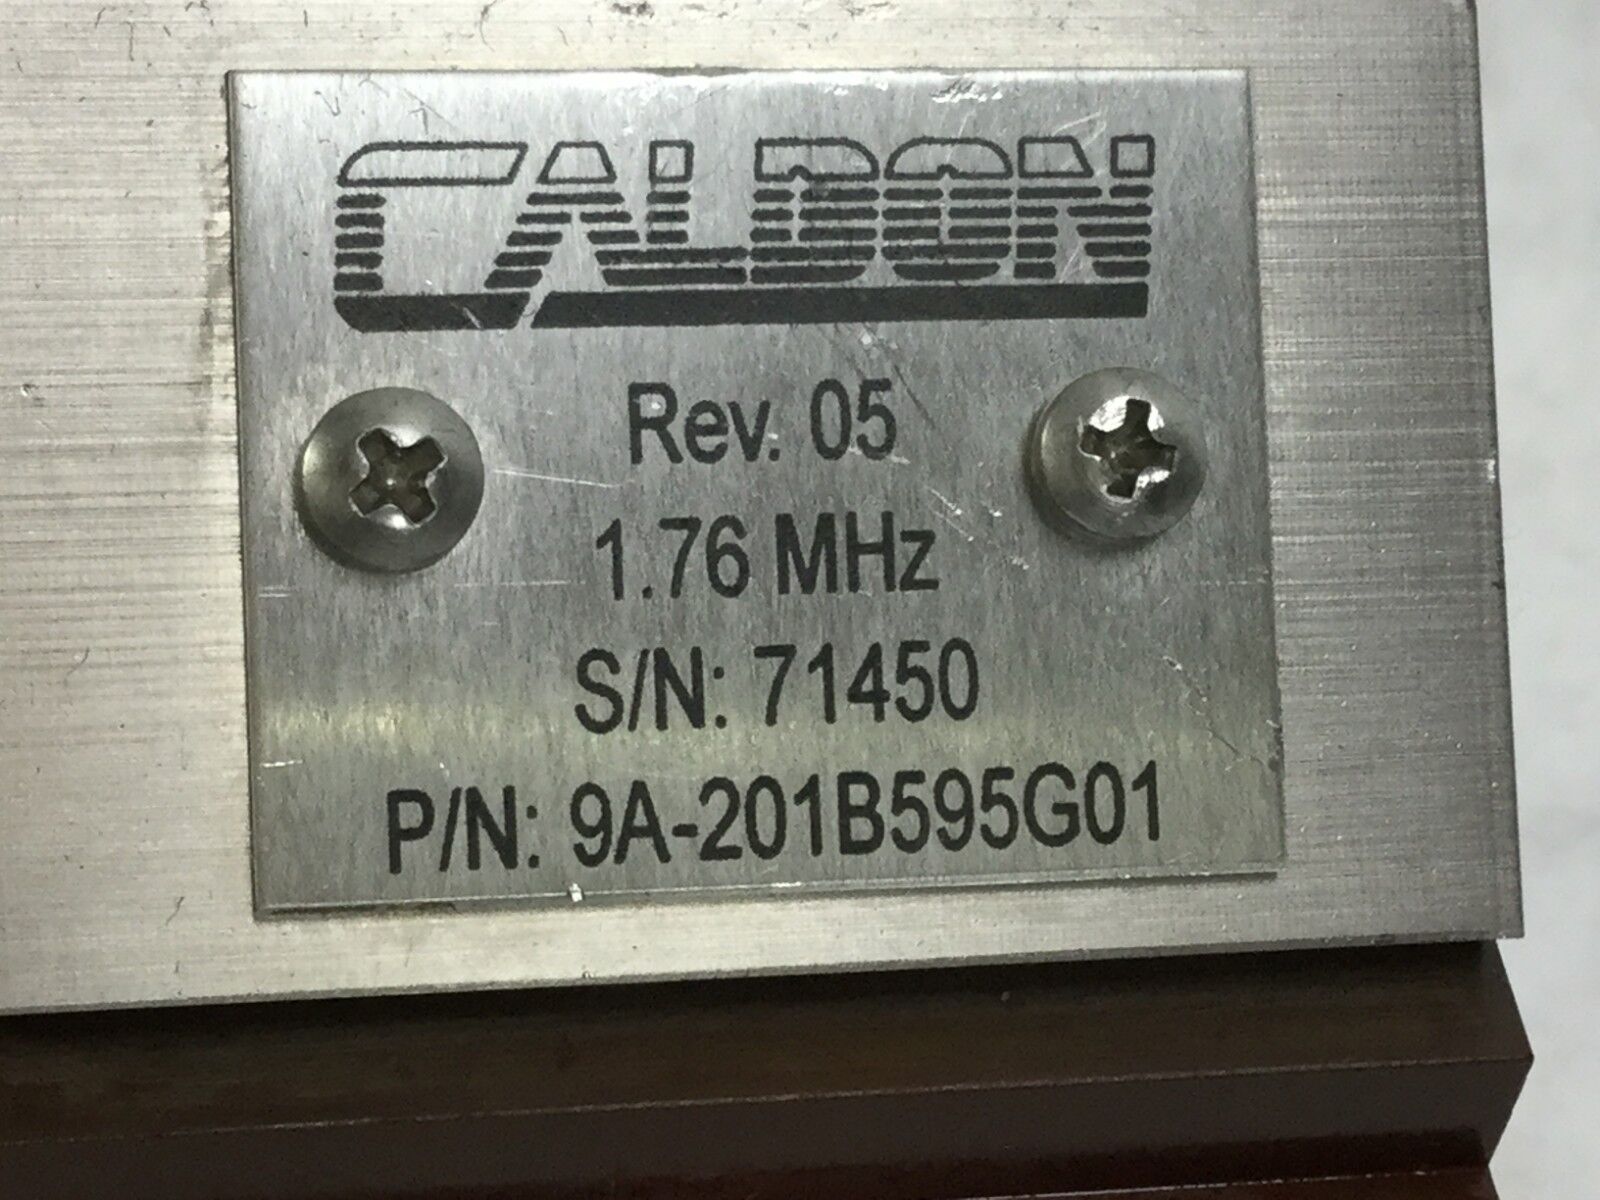 CALDON
Rev. 05
1.76 MHz
S/N: 71450
P/N: 9A-201B595G01